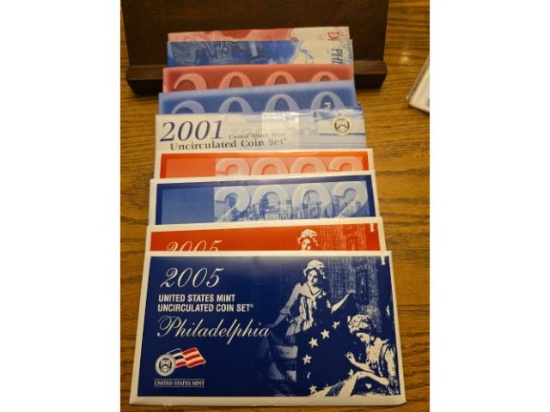 2000
2000
2001 United States Mint
Uncirculated Coin Set®
2002
2002
2005
2005
UNITED STATES MINT
UNCIRCULATED COIN SET®
Philadelphia
UNITED STATES MINT